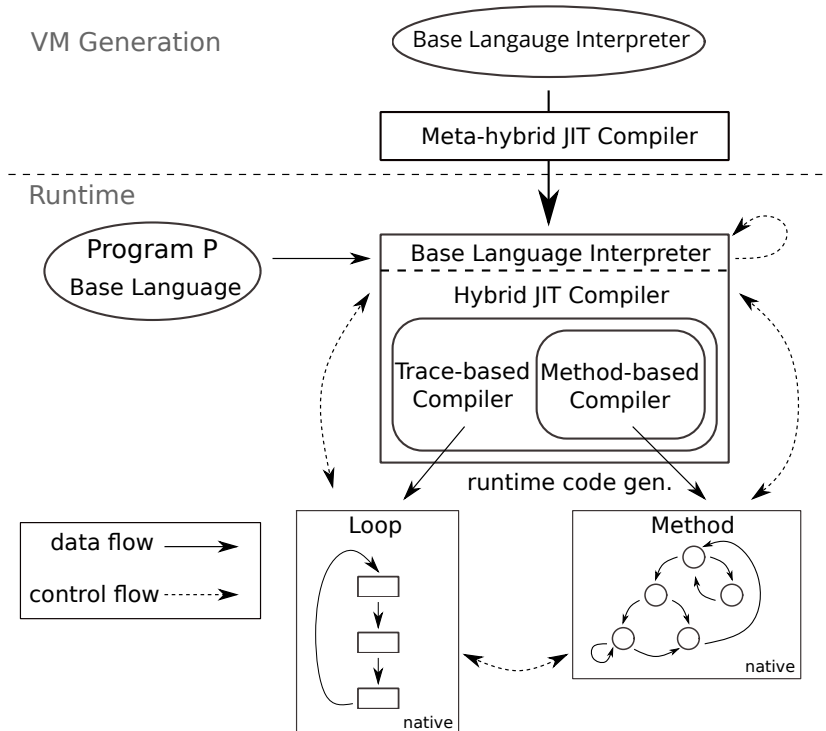 VM Generation
Base Langauge Interpreter
Meta-hybrid JIT Compiler
Runtime
Program P
Base Language
Base Language Interpreter
Hybrid JIT Compiler
Trace-based
Compiler
Method-based
Compiler
runtime code gen.
data flow
control flow
Loop
native
Method
native